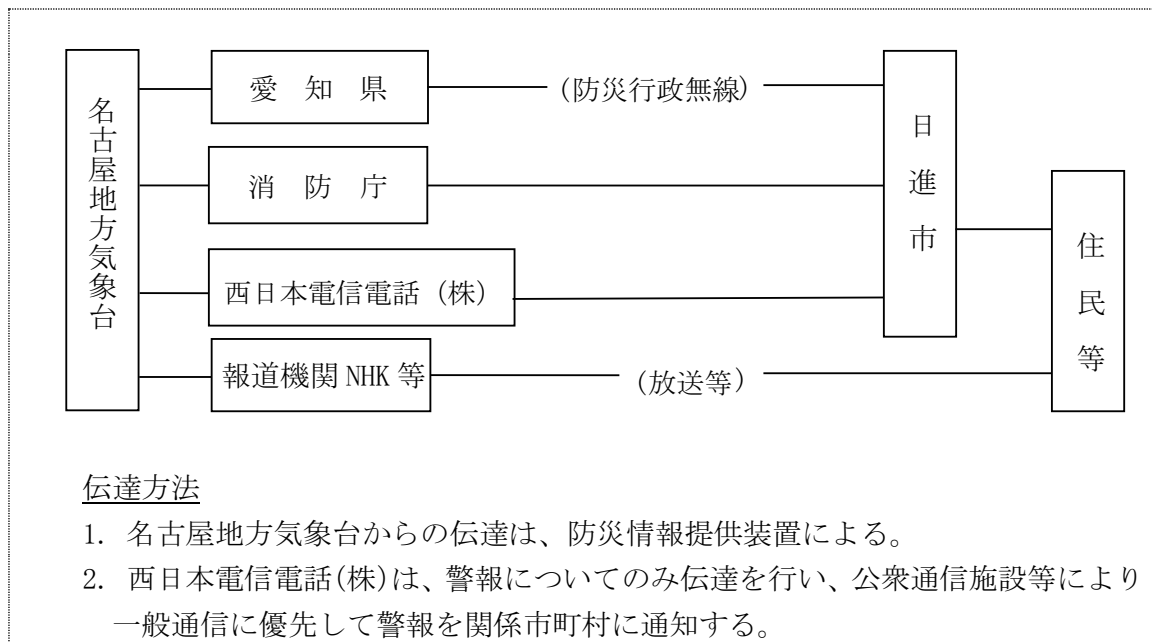 名古屋地方気象台
愛知県
(防災行政無線)
消防庁
西日本電信電話(株)
報道機関 NHK 等
(放送等)
日進市
住民等
伝達方法
1. 名古屋地方気象台からの伝達は、防災情報提供装置による。
2. 西日本電信電話(株)は、警報についてのみ伝達を行い、公衆通信施設等により
一般通信に優先して警報を関係市町村に通知する。